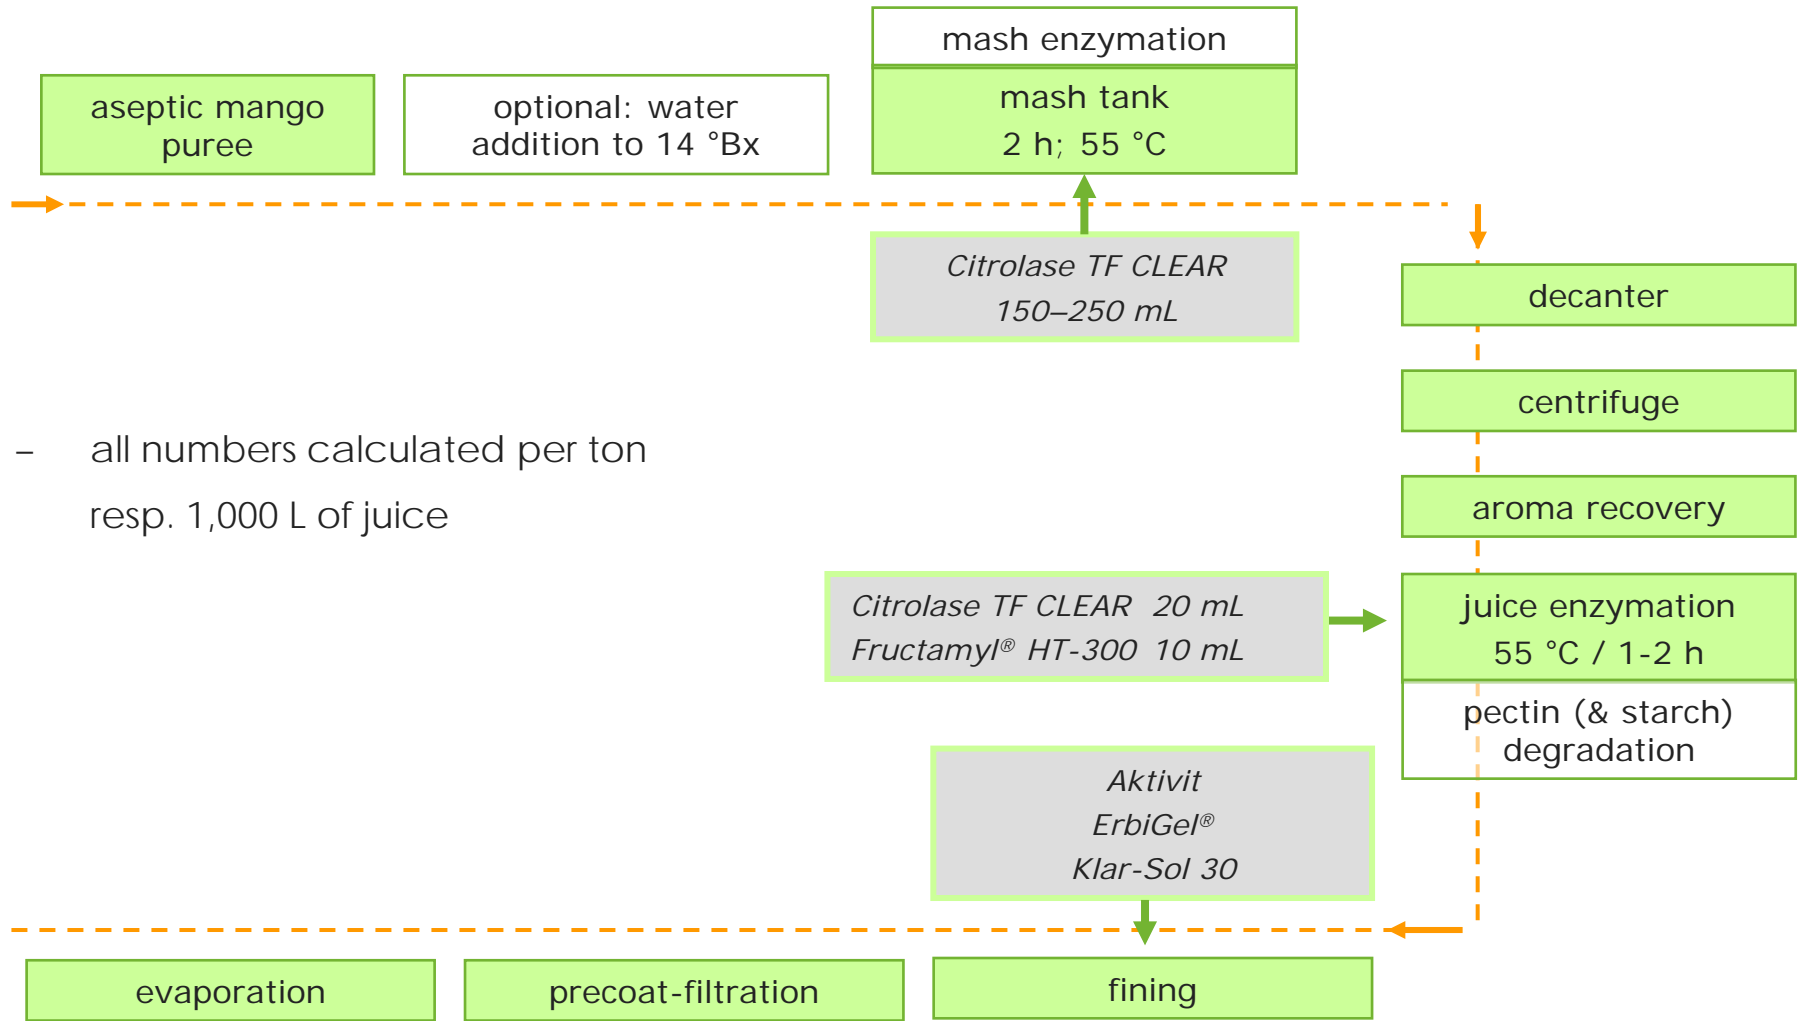 mash enzymation
aseptic mango
puree
optional: water
addition to 14 °Bx
mash tank
2 h; 55 °C
Citrolase TF CLEAR
150–250 mL
decanter
centrifuge
– all numbers calculated per ton
resp. 1,000 L of juice
aroma recovery
Citrolase TF CLEAR 20 mL
Fructamyl® HT-300 10 mL
juice enzymation
55 °C / 1-2 h
pectin (& starch)
degradation
Aktivit
ErbiGel®
Klar-Sol 30
evaporation
precoat-filtration
fining